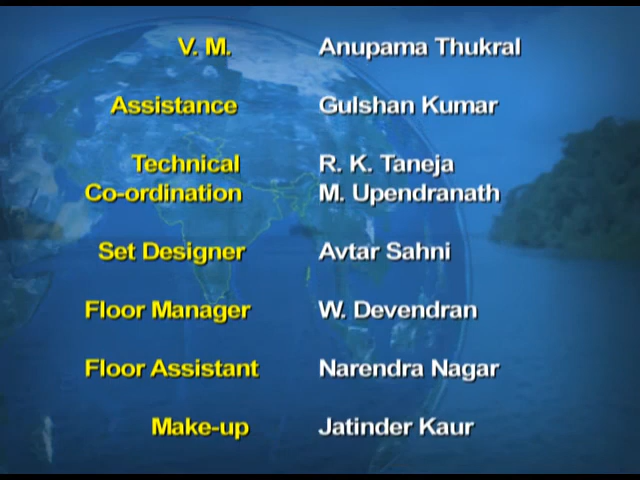 V. M. Anupama Thukral
Assistance Gulshan Kumar
Technical R. K. Taneja
Co-ordination M. Upendranath
Set Designer Avtar Sahni
Floor Manager W. Devendran
Floor Assistant Narendra Nagar
Make-up Jatinder Kaur